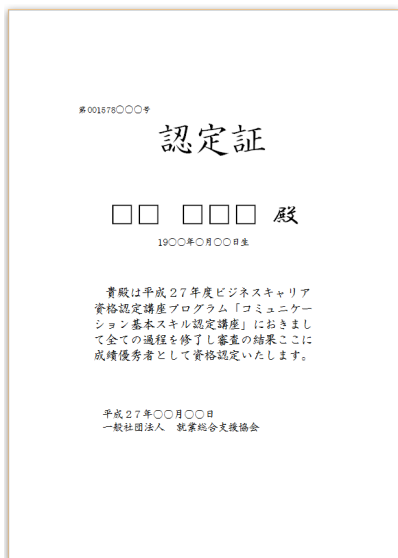 第001578〇〇〇号
認定証
□□ □□□ 殿
19〇〇年〇月〇〇日生
貴殿は平成27年度ビジネスキャリア
資格認定講座プログラム「コミュニケー
ション基本スキル認定講座」におきまし
て全ての過程を修了し審査の結果ここに
成績優秀者として資格認定いたします。
平成27年〇〇月〇〇日
一般社団法人　就業総合支援協会